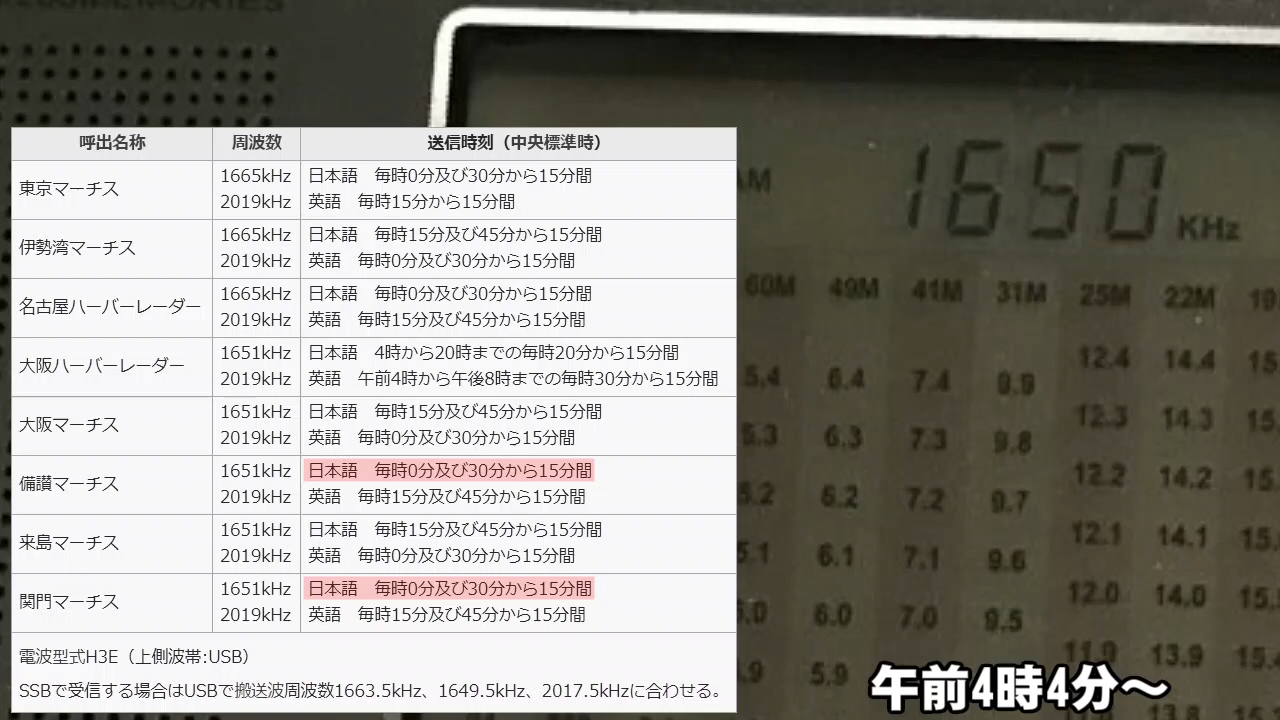 MEMORIES
呼出名称 周波数 送信時刻（中央標準時）
東京マーチス 1665kHz 日本語 毎時0分及び30分から15分間
2019kHz 英語 毎時15分から15分間
伊勢湾マーチス 1665kHz 日本語 毎時15分及び45分から15分間
2019kHz 英語 毎時0分及び30分から15分間
名古屋ハーバーレーダー 1665kHz 日本語 毎時0分及び30分から15分間
2019kHz 英語 毎時15分及び45分から15分間
大阪ハーバーレーダー 1651kHz 日本語 4時から20時までの毎時20分から15分間
2019kHz 英語 午前4時から午後8時までの毎時30分から15分間
大阪マーチス 1651kHz 日本語 毎時15分及び45分から15分間
2019kHz 英語 毎時0分及び30分から15分間
備讃マーチス 1651kHz 日本語 毎時0分及び30分から15分間
2019kHz 英語 毎時15分及び45分から15分間
来島マーチス 1651kHz 日本語 毎時15分及び45分から15分間
2019kHz 英語 毎時0分及び30分から15分間
関門マーチス 1651kHz 日本語 毎時0分及び30分から15分間
2019kHz 英語 毎時15分及び45分から15分間
電波型式H3E（上側波帯:USB）
SSBで受信する場合はUSBで搬送波周波数1663.5kHz、1649.5kHz、2017.5kHzに合わせる。
1650 KHz
60M 49M 41M 31M 25M 22M 19
5.4 6.4 7.4 9.9 12.4 14.4
5.3 6.3 7.3 9.8 12.3 14.3
5.2 6.2 7.2 9.7 12.2 14.2
5.1 6.1 7.1 9.6 12.1 14.1
5.0 6.0 7.0 9.5 12.0 14.0
5.9 11.9 13.9
13.8
午前4時4分～